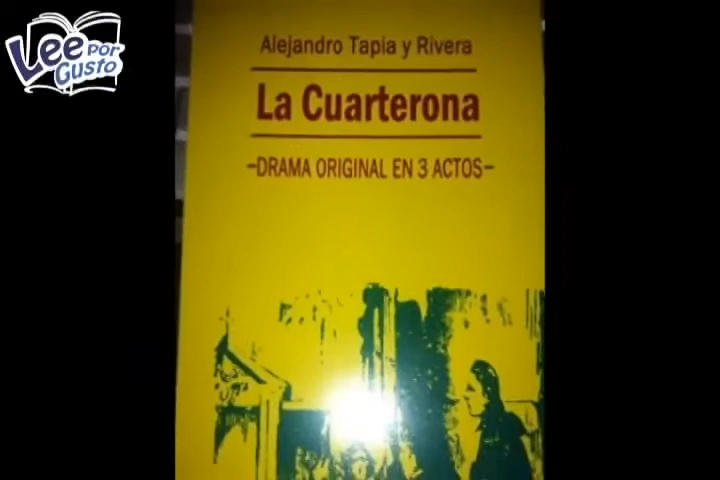 Lee
POR
Gusto
Alejandro Tapia y Rivera
La Cuarterona
-DRAMA ORIGINAL EN 3 ACTOS-